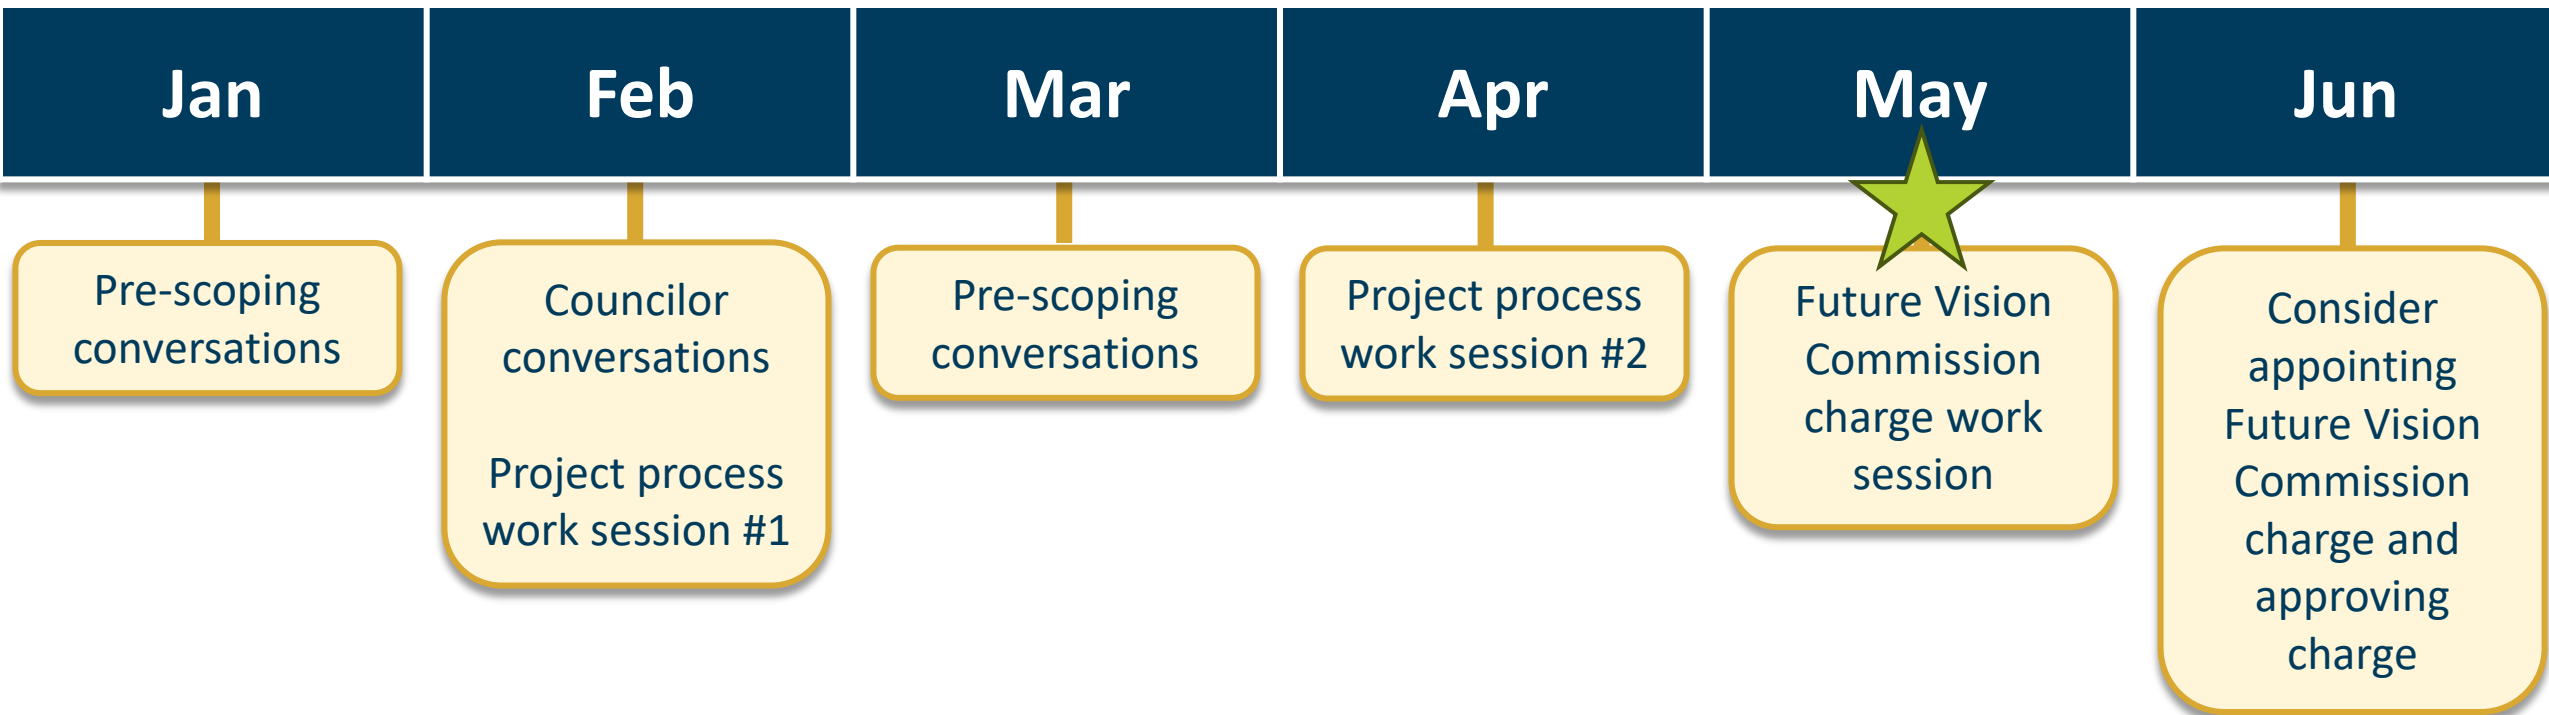 Jan
Feb
Mar
Apr
May
Jun
Pre-scoping
conversations
Councilor
conversations
Project process
work session #1
Pre-scoping
conversations
Project process
work session #2
Future Vision
Commission
charge work
session
Consider
appointing
Future Vision
Commission
charge and
approving
charge